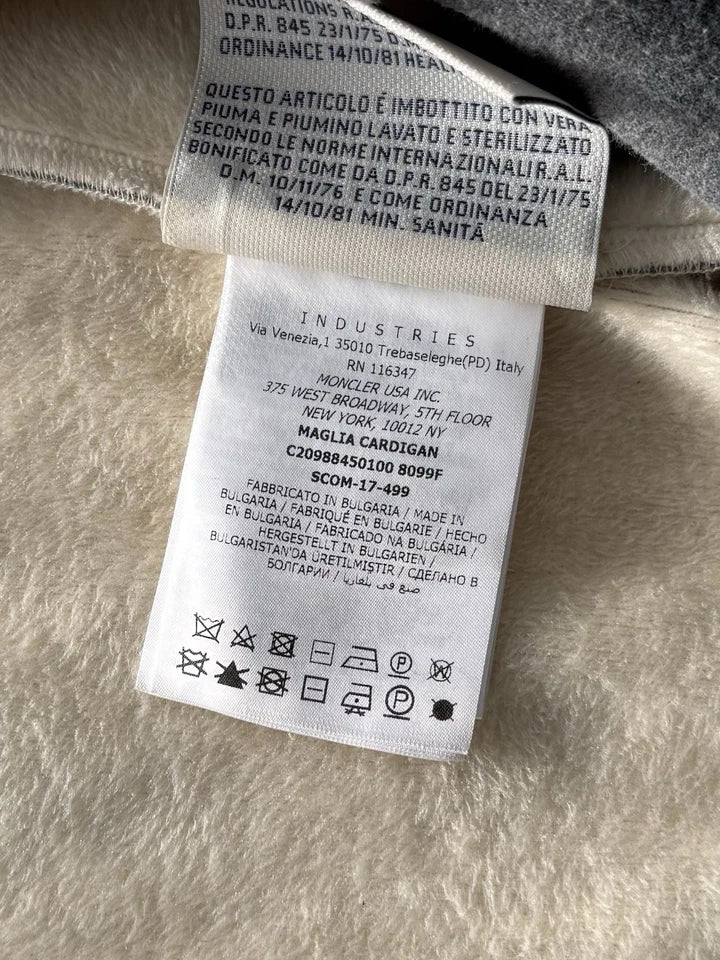 REGULATIONS R.A.
D.P.R. 845 23/1/75 D.M.
ORDINANCE 14/10/81 HEAL
QUESTO ARTICOLO É IMBOTTITO CON VERA
PIUMA E PIUMINO LAVATO E STERILIZZATO
SECONDO LE NORME INTERNAZIONALI R.A.L.
BONIFICATO COME DA D.P.R. 845 DEL 23/1/75
D.M. 10/11/76 E COME ORDINANZA
14/10/81 MIN. SANITÁ
INDUSTRIES
Via Venezia,1 35010 Trebaseleghe(PD) Italy
RN 116347
MONCLER USA INC.
375 WEST BROADWAY, 5TH FLOOR
NEW YORK, 10012 NY
MAGLIA CARDIGAN
C20988450100 8099F
SCOM-17-499
FABBRICATO IN BULGARIA / MADE IN
BULGARIA / FABRIQUÉ EN BULGARIE / HECHO
EN BULGARIA / FABRICADO NA BULGÁRIA /
HERGESTELLT IN BULGARIEN /
BULGARISTAN'DA ÜRETILMIŞTIR / СДЕЛАНО В
БОЛГАРИИ / صنع في بلغاريا
P W
P